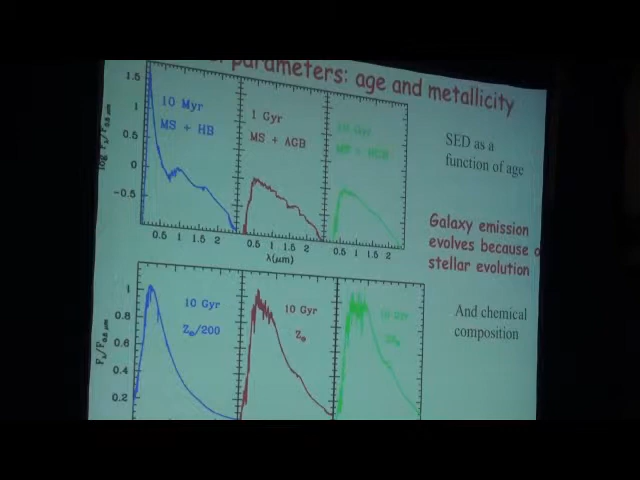 parameters: age and metallicity
1.5
1
0.5
0
-0.5
10 Myr
MS + HB
1 Gyr
MS + AGB
0.5 1 1.5 2
0.5 1 1.5 2
0.5 1 1.5 2
λ(μm)
SED as a
function of age
Galaxy emission
evolves because
stellar evolution
And chemical
composition
1
0.8
0.6
0.4
0.2
10 Gyr
Z⊙/200
10 Gyr
Z⊙
10 Gyr